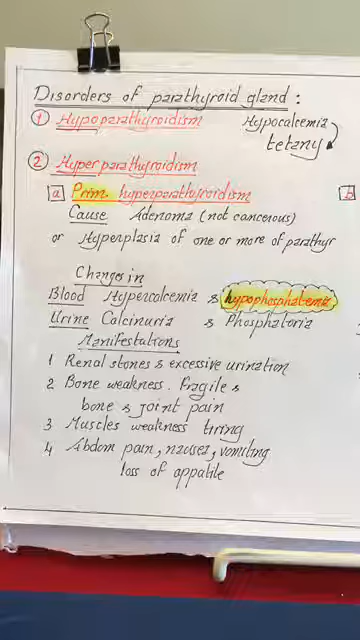 Disorders of parathyroid gland :
① Hypoparathyroidism Hypocalcemia
tetany
② Hyperparathyroidism
a Prim. hyperparathyroidism b
Cause Adenoma (not cancerous)
or Hyperplasia of one or more of parathyr
Changes in
Blood Hypercalcemia & hypophosphatemia
Urine Calcinuria & Phosphatoria
Manifestations
1 Renal stones & excessive urination
2 Bone weakness. Fragile &
bone & joint pain
3 Muscles weakness tiring
4 Abdom pain, nausea, vomiting
loss of appatite